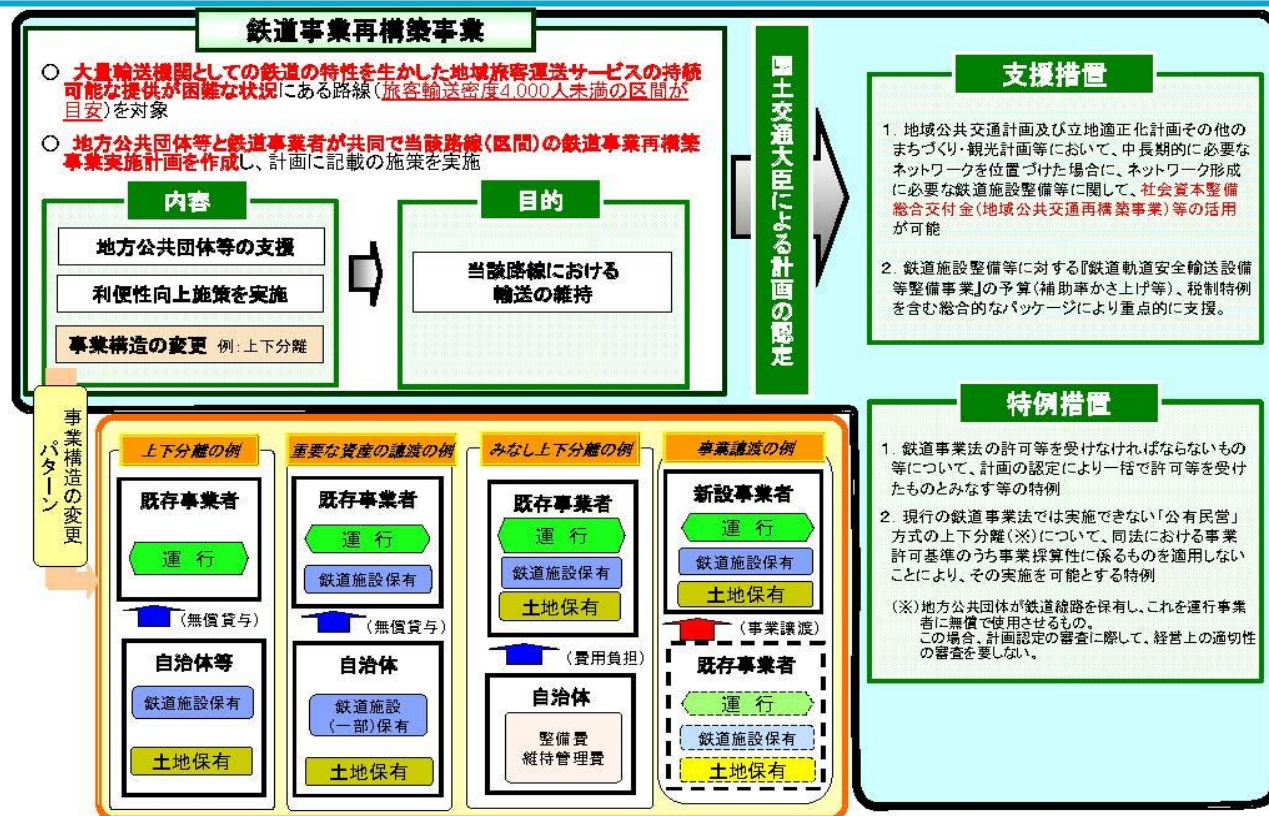 鉄道事業再構築事業
○ 大量輸送機関としての鉄道の特性を生かした地域旅客運送サービスの持続
可能な提供が困難な状況にある路線(旅客輸送密度4,000人未満の区間が
目安)を対象
○ 地方公共団体等と鉄道事業者が共同で当該路線(区間)の鉄道事業再構築
事業実施計画を作成し、計画に記載の施策を実施
内容
地方公共団体等の支援
利便性向上施策を実施
事業構造の変更 例:上下分離
目的
当該路線における
輸送の維持
国土交通大臣による計画の認定
支援措置
1. 地域公共交通計画及び立地適正化計画その他の
まちづくり・観光計画等において、中長期的に必要な
ネットワークを位置づけた場合に、ネットワーク形成
に必要な鉄道施設整備等に関して、社会資本整備
総合交付金(地域公共交通再構築事業)等の活用
が可能
2. 鉄道施設整備等に対する『鉄道軌道安全輸送設備
等整備事業』の予算(補助率かさ上げ等)、税制特例
を含む総合的なパッケージにより重点的に支援。
特例措置
1. 鉄道事業法の許可等を受けなければならないもの
等について、計画の認定により一括で許可等を受け
たものとみなす等の特例
2. 現行の鉄道事業法では実施できない「公有民営」
方式の上下分離(※)について、同法における事業
許可基準のうち事業採算性に係るものを適用しない
ことにより、その実施を可能とする特例
(※)地方公共団体が鉄道線路を保有し、これを運行事業
者に無償で使用させるもの。
この場合、計画認定の審査に際して、経営上の適切性
の審査を要しない。
事業構造の変更
パターン
上下分離の例
既存事業者
運 行
(無償貸与)
自治体等
鉄道施設保有
土地保有
重要な資産の譲渡の例
既存事業者
運 行
鉄道施設保有
(無償貸与)
自治体
鉄道施設
(一部)保有
土地保有
みなし上下分離の例
既存事業者
運 行
鉄道施設保有
土地保有
(費用負担)
自治体
整備費
維持管理費
事業譲渡の例
新設事業者
運 行
鉄道施設保有
土地保有
(事業譲渡)
既存事業者
運 行
鉄道施設保有
土地保有